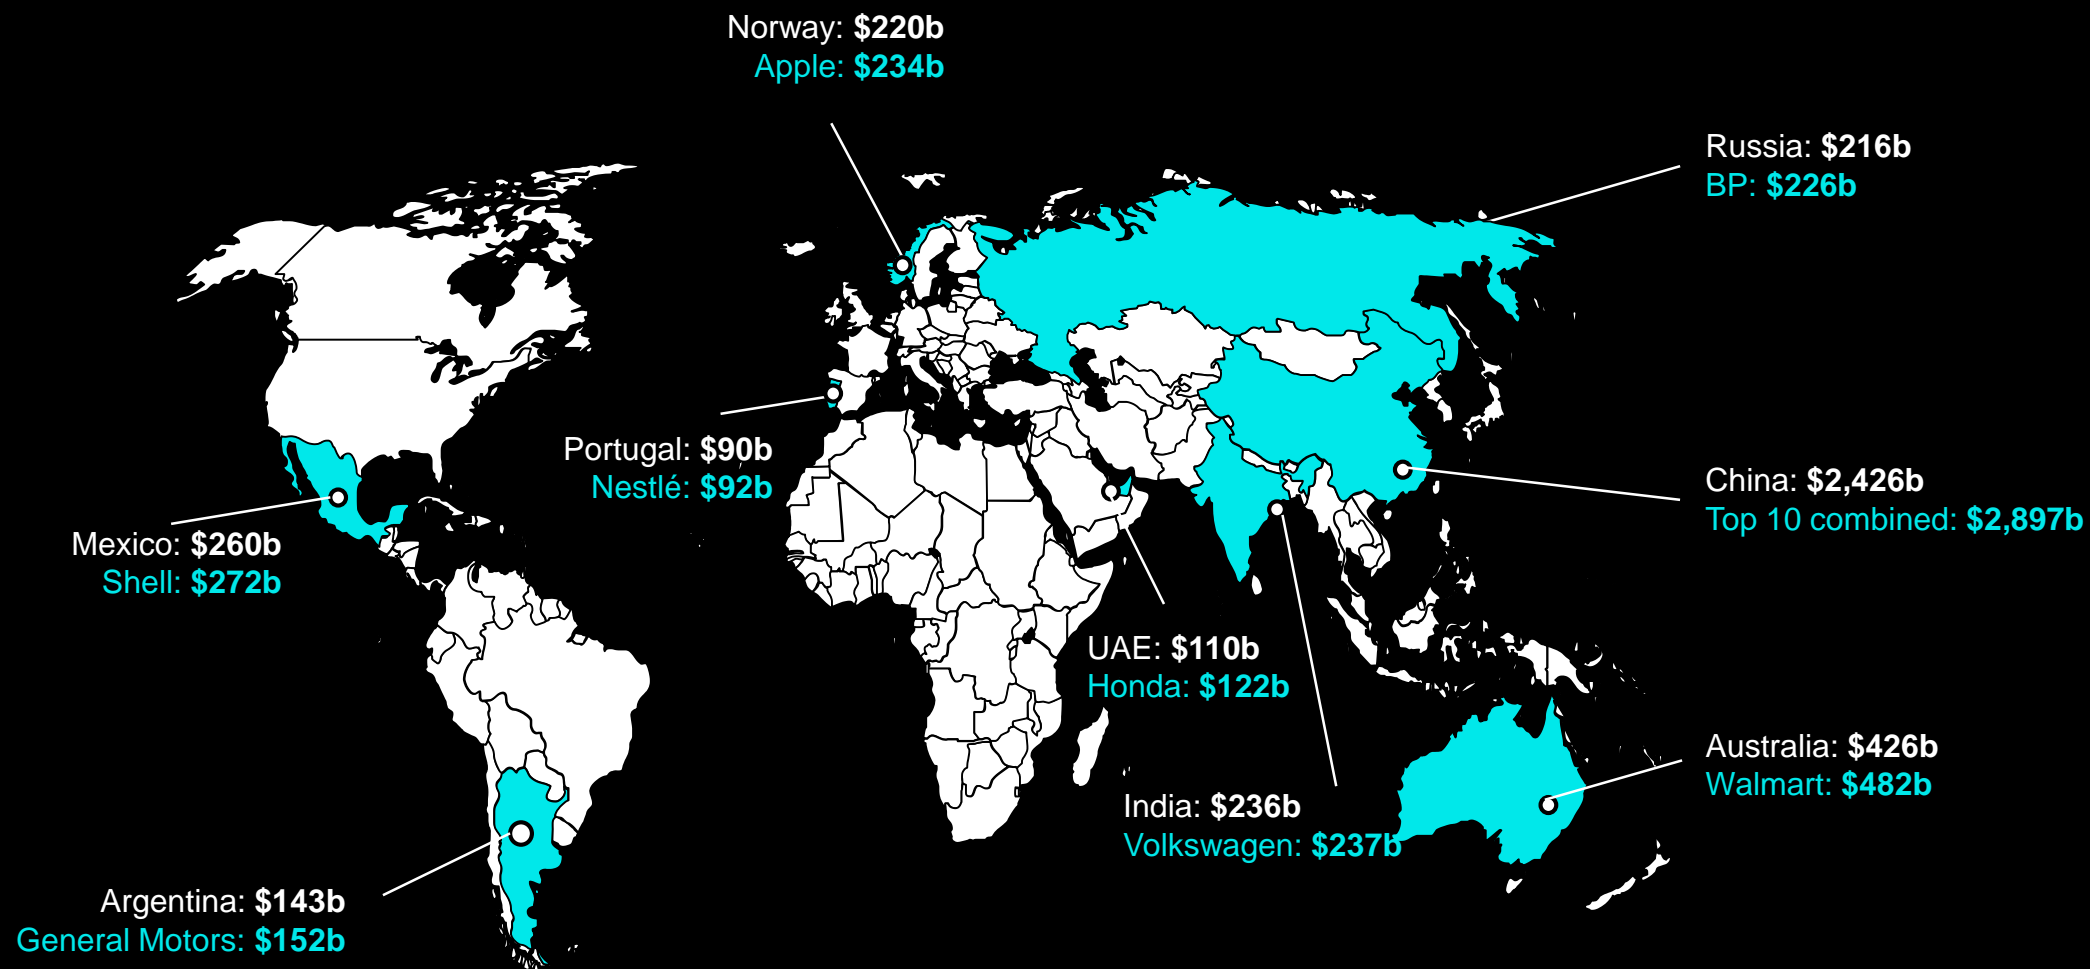 Norway: $220b
Apple: $234b
Russia: $216b
BP: $226b
Portugal: $90b
Nestlé: $92b
China: $2,426b
Top 10 combined: $2,897b
Mexico: $260b
Shell: $272b
UAE: $110b
Honda: $122b
Australia: $426b
Walmart: $482b
India: $236b
Volkswagen: $237b
Argentina: $143b
General Motors: $152b